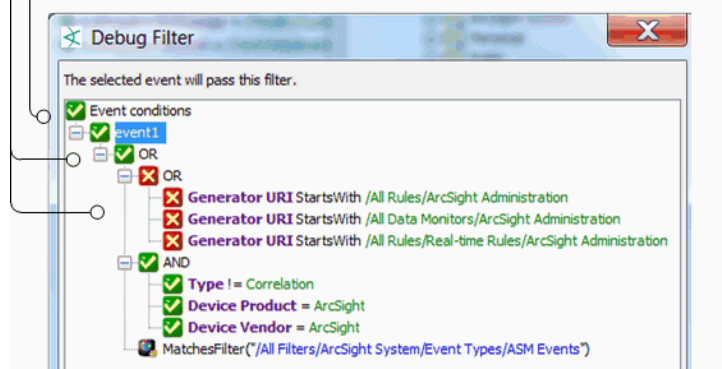 Debug Filter
The selected event will pass this filter.
Event conditions
event1
OR
OR
Generator URI StartsWith /All Rules/ArcSight Administration
Generator URI StartsWith /All Data Monitors/ArcSight Administration
Generator URI StartsWith /All Rules/Real-time Rules/ArcSight Administration
AND
Type != Correlation
Device Product = ArcSight
Device Vendor = ArcSight
MatchesFilter("/All Filters/ArcSight System/Event Types/ASM Events")